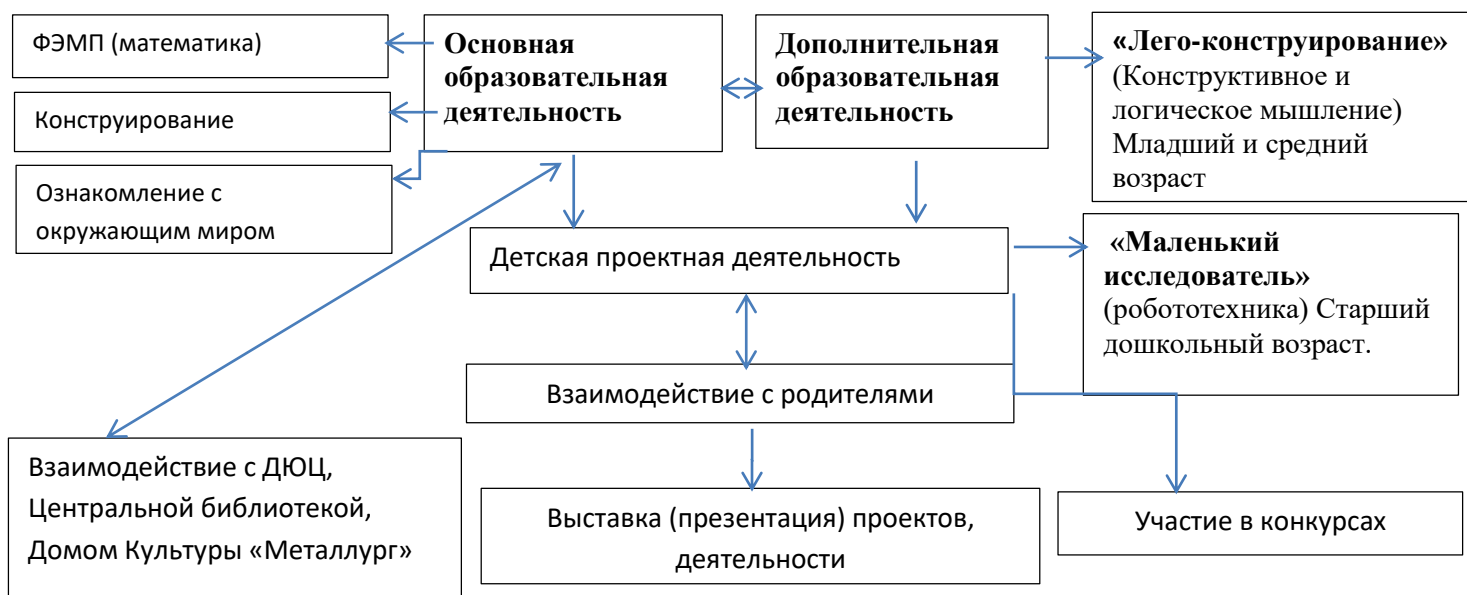 ФЭМП (математика)
Основная
образовательная
деятельность
Дополнительная
образовательная
деятельность
«Лего-конструирование»
(Конструктивное и
логическое мышление)
Младший и средний
возраст
Конструирование
Ознакомление с
окружающим миром
Детская проектная деятельность
«Маленький
исследователь»
(робототехника) Старший
дошкольный возраст.
Взаимодействие с родителями
Взаимодействие с ДЮЦ,
Центральной библиотекой,
Домом Культуры «Металлург»
Выставка (презентация) проектов,
деятельности
Участие в конкурсах